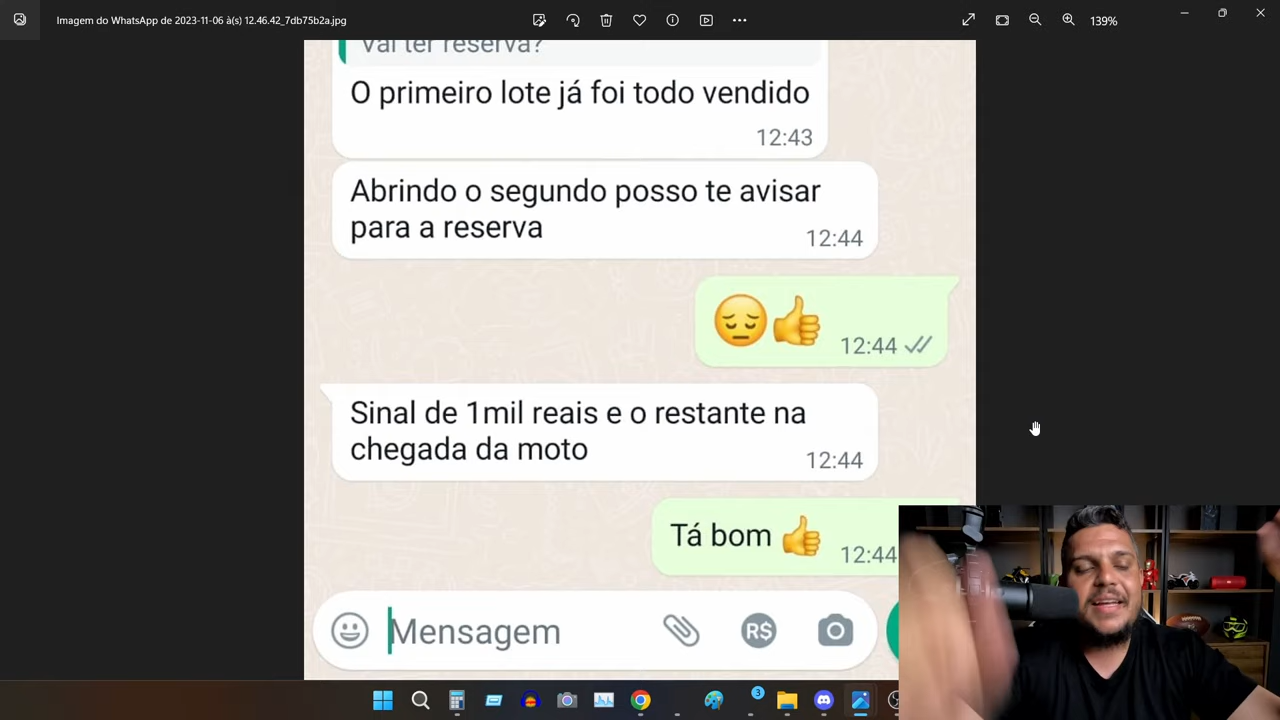 Imagem do WhatsApp de 2023-11-06 à(s) 12.46.42_7db75b2a.jpg
139%
Vai ter reserva?
O primeiro lote já foi todo vendido
12:43
Abrindo o segundo posso te avisar
para a reserva
12:44
12:44
Sinal de 1mil reais e o restante na
chegada da moto
12:44
Tá bom 👍
12:44
Mensagem
R$
3